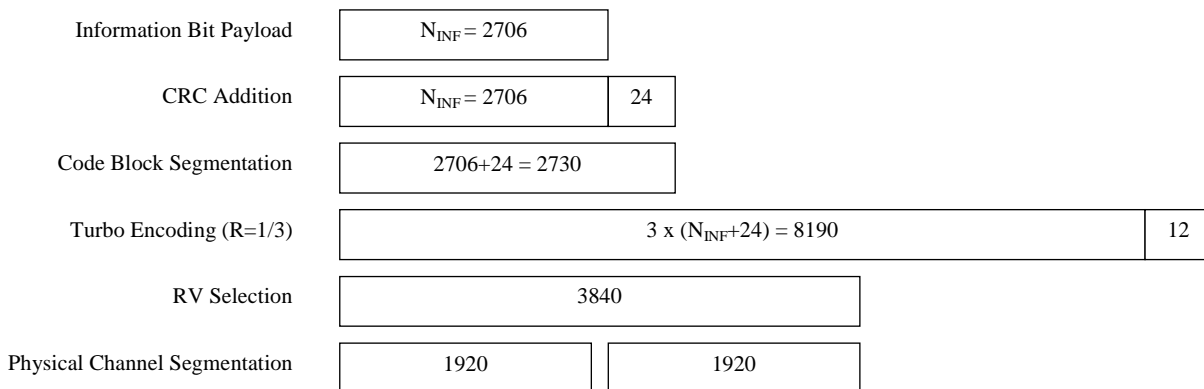 Information Bit Payload N_INF = 2706
CRC Addition N_INF = 2706 24
Code Block Segmentation 2706+24 = 2730
Turbo Encoding (R=1/3) 3 x (N_INF+24) = 8190 12
RV Selection 3840
Physical Channel Segmentation 1920 1920